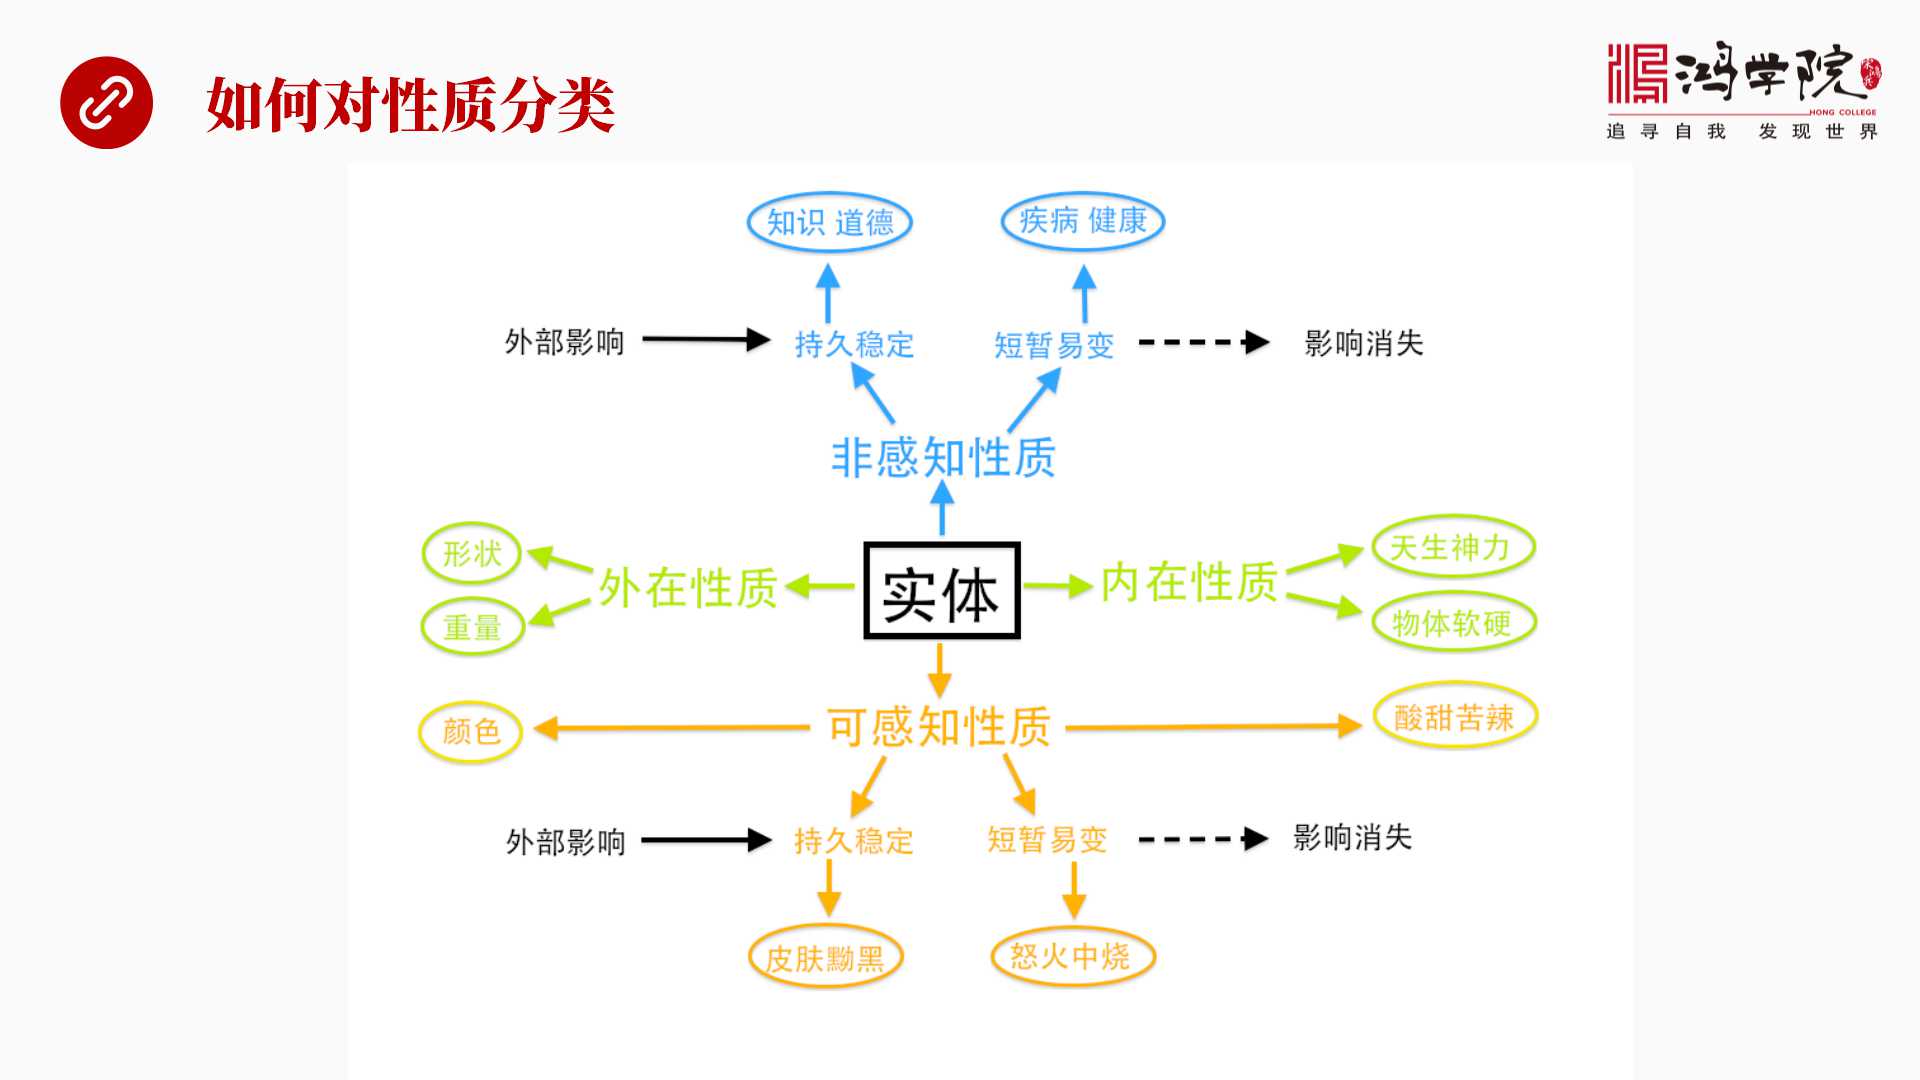 如何对性质分类
鸿学院
HONG COLLEGE
追寻自我 发现世界
知识 道德
疾病 健康
外部影响
持久稳定
短暂易变
影响消失
非感知性质
形状
重量
外在性质
实体
内在性质
天生神力
物体软硬
颜色
可感知性质
酸甜苦辣
外部影响
持久稳定
短暂易变
影响消失
皮肤黝黑
怒火中烧